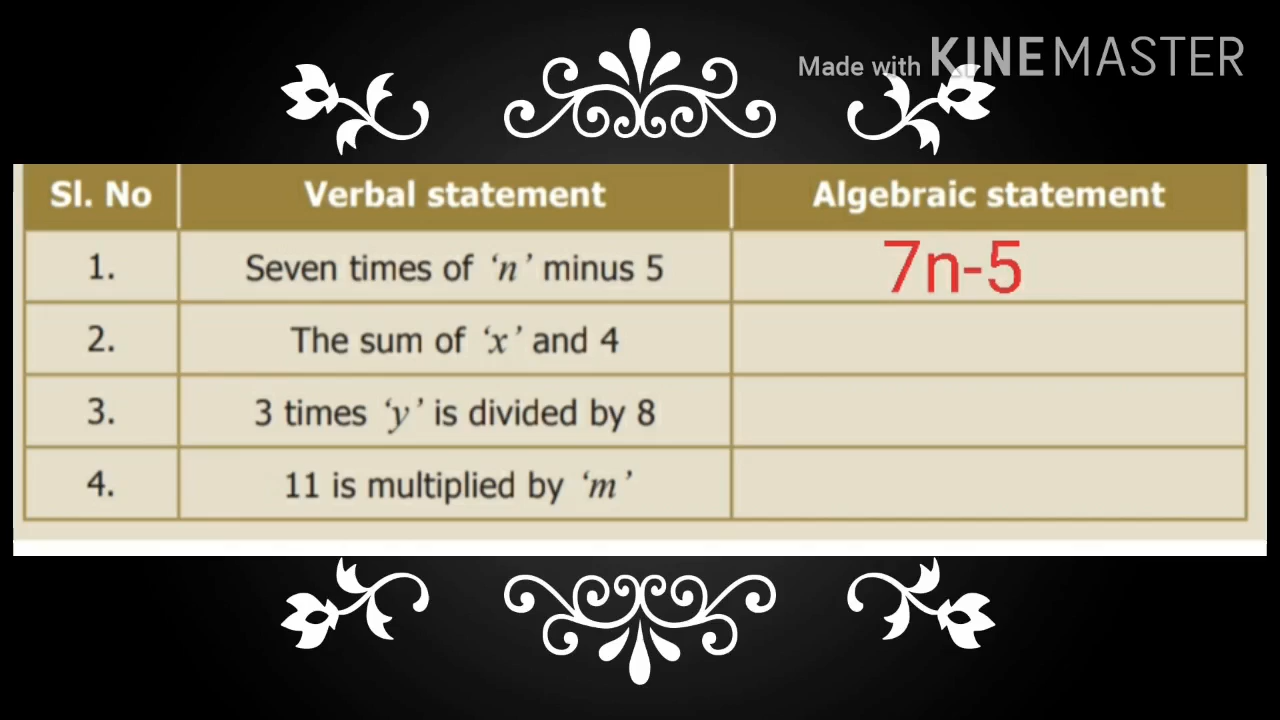 Made with KINEMASTER
Sl. No Verbal statement Algebraic statement
1. Seven times of ‘n’ minus 5 7n-5
2. The sum of ‘x’ and 4
3. 3 times ‘y’ is divided by 8
4. 11 is multiplied by ‘m’